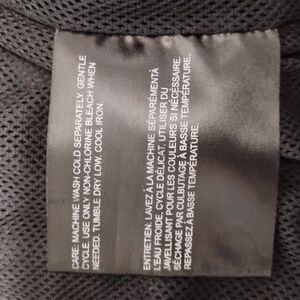 CARE: MACHINE WASH COLD SEPARATELY GENTLE
CYCLE USE ONLY NON-CHLORINE BLEACH WHEN
NEEDED. TUMBLE DRY LOW. COOL IRON.
ENTRETIEN: LAVEZ À LA MACHINE SÉPARÉMENTÀ
L'EAU FROIDE, CYCLE DÉLICAT. UTILISER DU
JAVELLISANT POUR LES COULEURS SI NÉCESSAIRE.
SÉCHAGE PAR CULBUTAGE À BASSE TEMPÉRATURE.
REPASSEZ À BASSE TEMPÉRATURE.